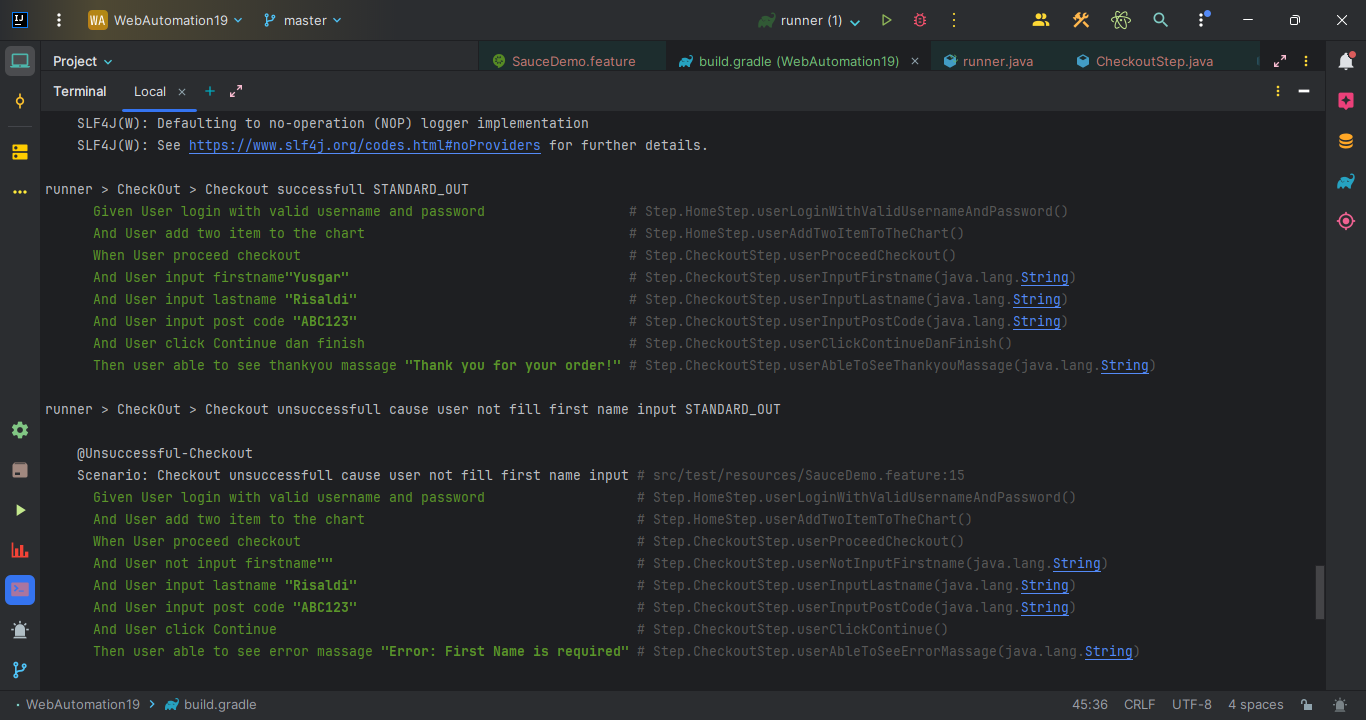 IJ WA WebAutomation19 master runner (1)
Project SauceDemo.feature build.gradle (WebAutomation19) runner.java CheckoutStep.java
Terminal Local
SLF4J(W): Defaulting to no-operation (NOP) logger implementation
SLF4J(W): See https://www.slf4j.org/codes.html#noProviders for further details.
runner > CheckOut > Checkout successfull STANDARD_OUT
Given User login with valid username and password # Step.HomeStep.userLoginWithValidUsernameAndPassword()
And User add two item to the chart # Step.HomeStep.userAddTwoItemToTheChart()
When User proceed checkout # Step.CheckoutStep.userProceedCheckout()
And User input firstname"Yusgar" # Step.CheckoutStep.userInputFirstname(java.lang.String)
And User input lastname "Risaldi" # Step.CheckoutStep.userInputLastname(java.lang.String)
And User input post code "ABC123" # Step.CheckoutStep.userInputPostCode(java.lang.String)
And User click Continue dan finish # Step.CheckoutStep.userClickContinueDanFinish()
Then user able to see thankyou massage "Thank you for your order!" # Step.CheckoutStep.userAbleToSeeThankyouMassage(java.lang.String)
runner > CheckOut > Checkout unsuccessfull cause user not fill first name input STANDARD_OUT
@Unsuccessful-Checkout
Scenario: Checkout unsuccessfull cause user not fill first name input # src/test/resources/SauceDemo.feature:15
Given User login with valid username and password # Step.HomeStep.userLoginWithValidUsernameAndPassword()
And User add two item to the chart # Step.HomeStep.userAddTwoItemToTheChart()
When User proceed checkout # Step.CheckoutStep.userProceedCheckout()
And User not input firstname"" # Step.CheckoutStep.userNotInputFirstname(java.lang.String)
And User input lastname "Risaldi" # Step.CheckoutStep.userInputLastname(java.lang.String)
And User input post code "ABC123" # Step.CheckoutStep.userInputPostCode(java.lang.String)
And User click Continue # Step.CheckoutStep.userClickContinue()
Then user able to see error massage "Error: First Name is required" # Step.CheckoutStep.userAbleToSeeErrorMassage(java.lang.String)
WebAutomation19 > build.gradle 45:36 CRLF UTF-8 4 spaces